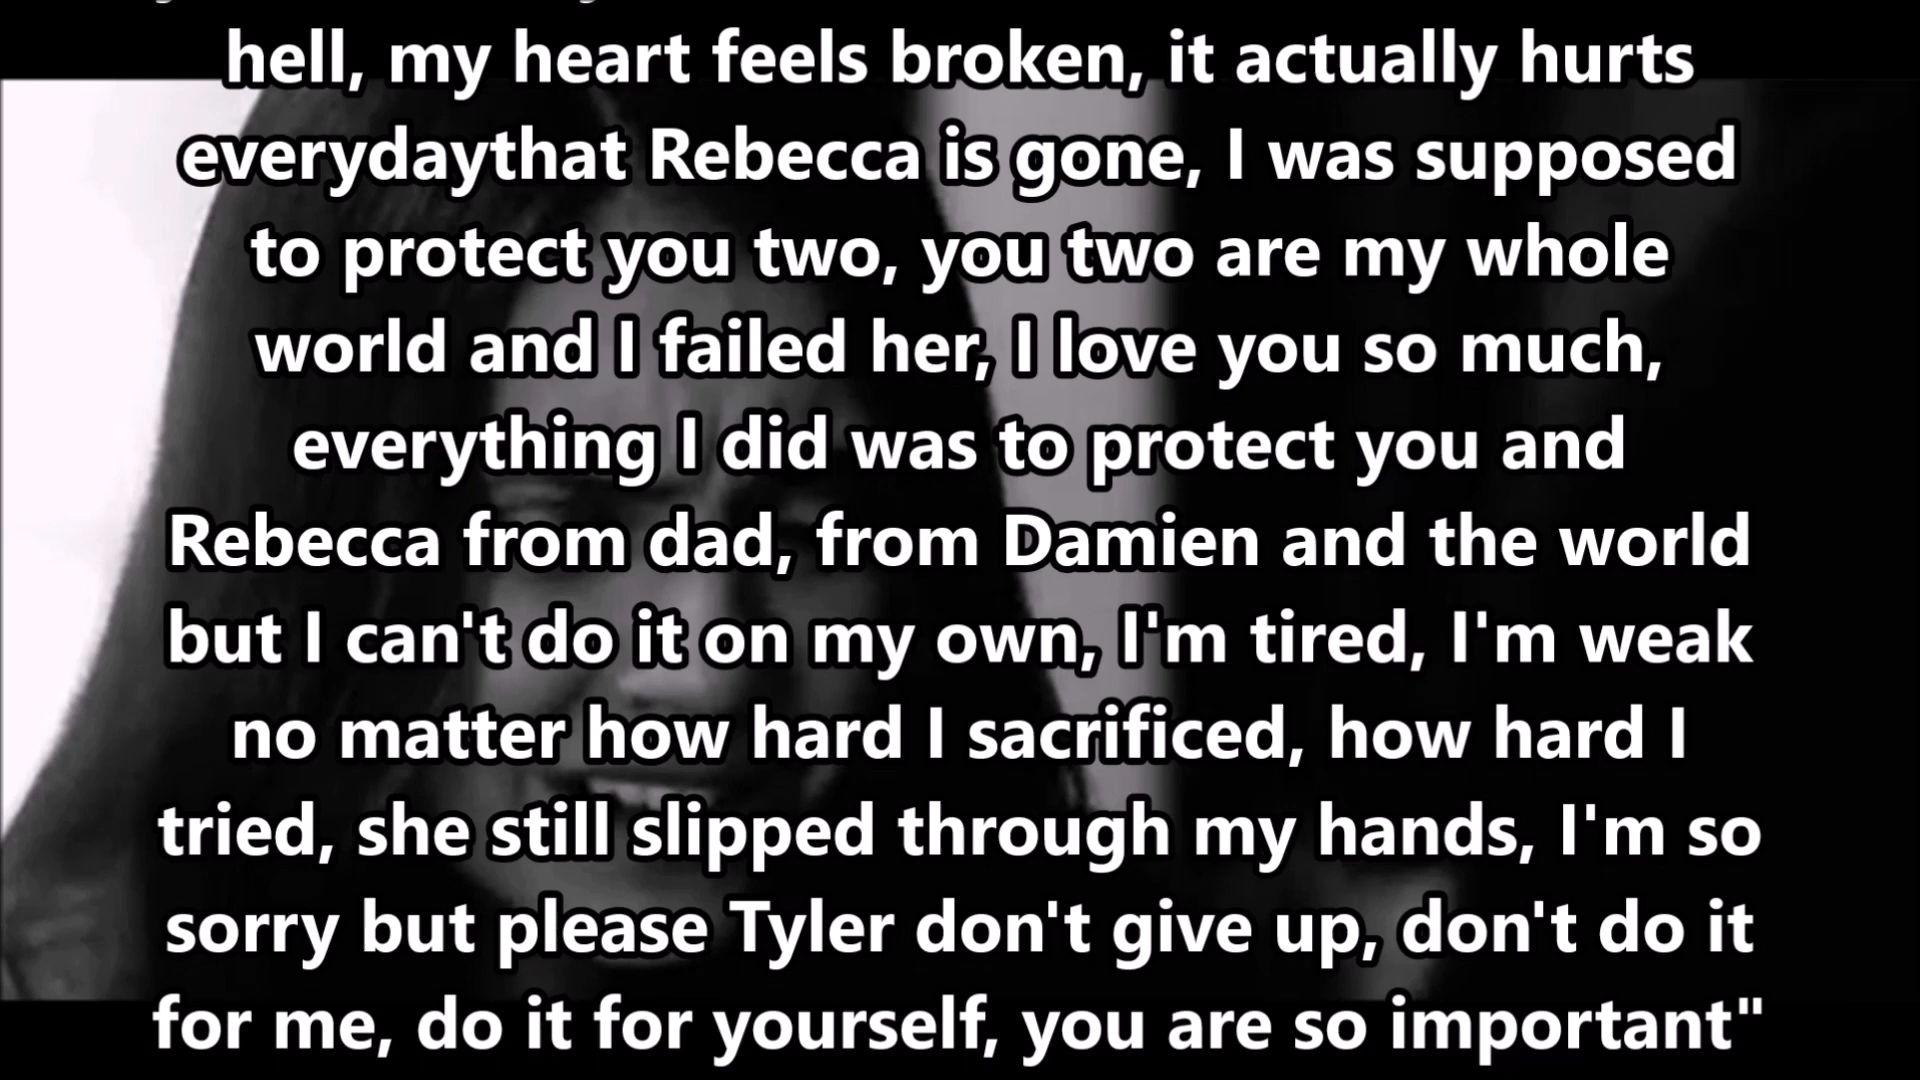 hell, my heart feels broken, it actually hurts
everydaythat Rebecca is gone, I was supposed
to protect you two, you two are my whole
world and I failed her, I love you so much,
everything I did was to protect you and
Rebecca from dad, from Damien and the world
but I can't do it on my own, I'm tired, I'm weak
no matter how hard I sacrificed, how hard I
tried, she still slipped through my hands, I'm so
sorry but please Tyler don't give up, don't do it
for me, do it for yourself, you are so important"